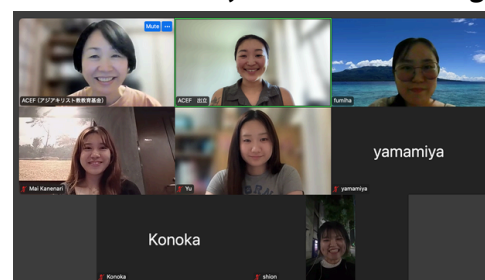 Mute ···
ACEF (アジアキリスト教教育基金)
ACEF 出立
fumiha
Mai Kanenari
Yu
yamamiya
yamamiya
Konoka
Konoka
shion